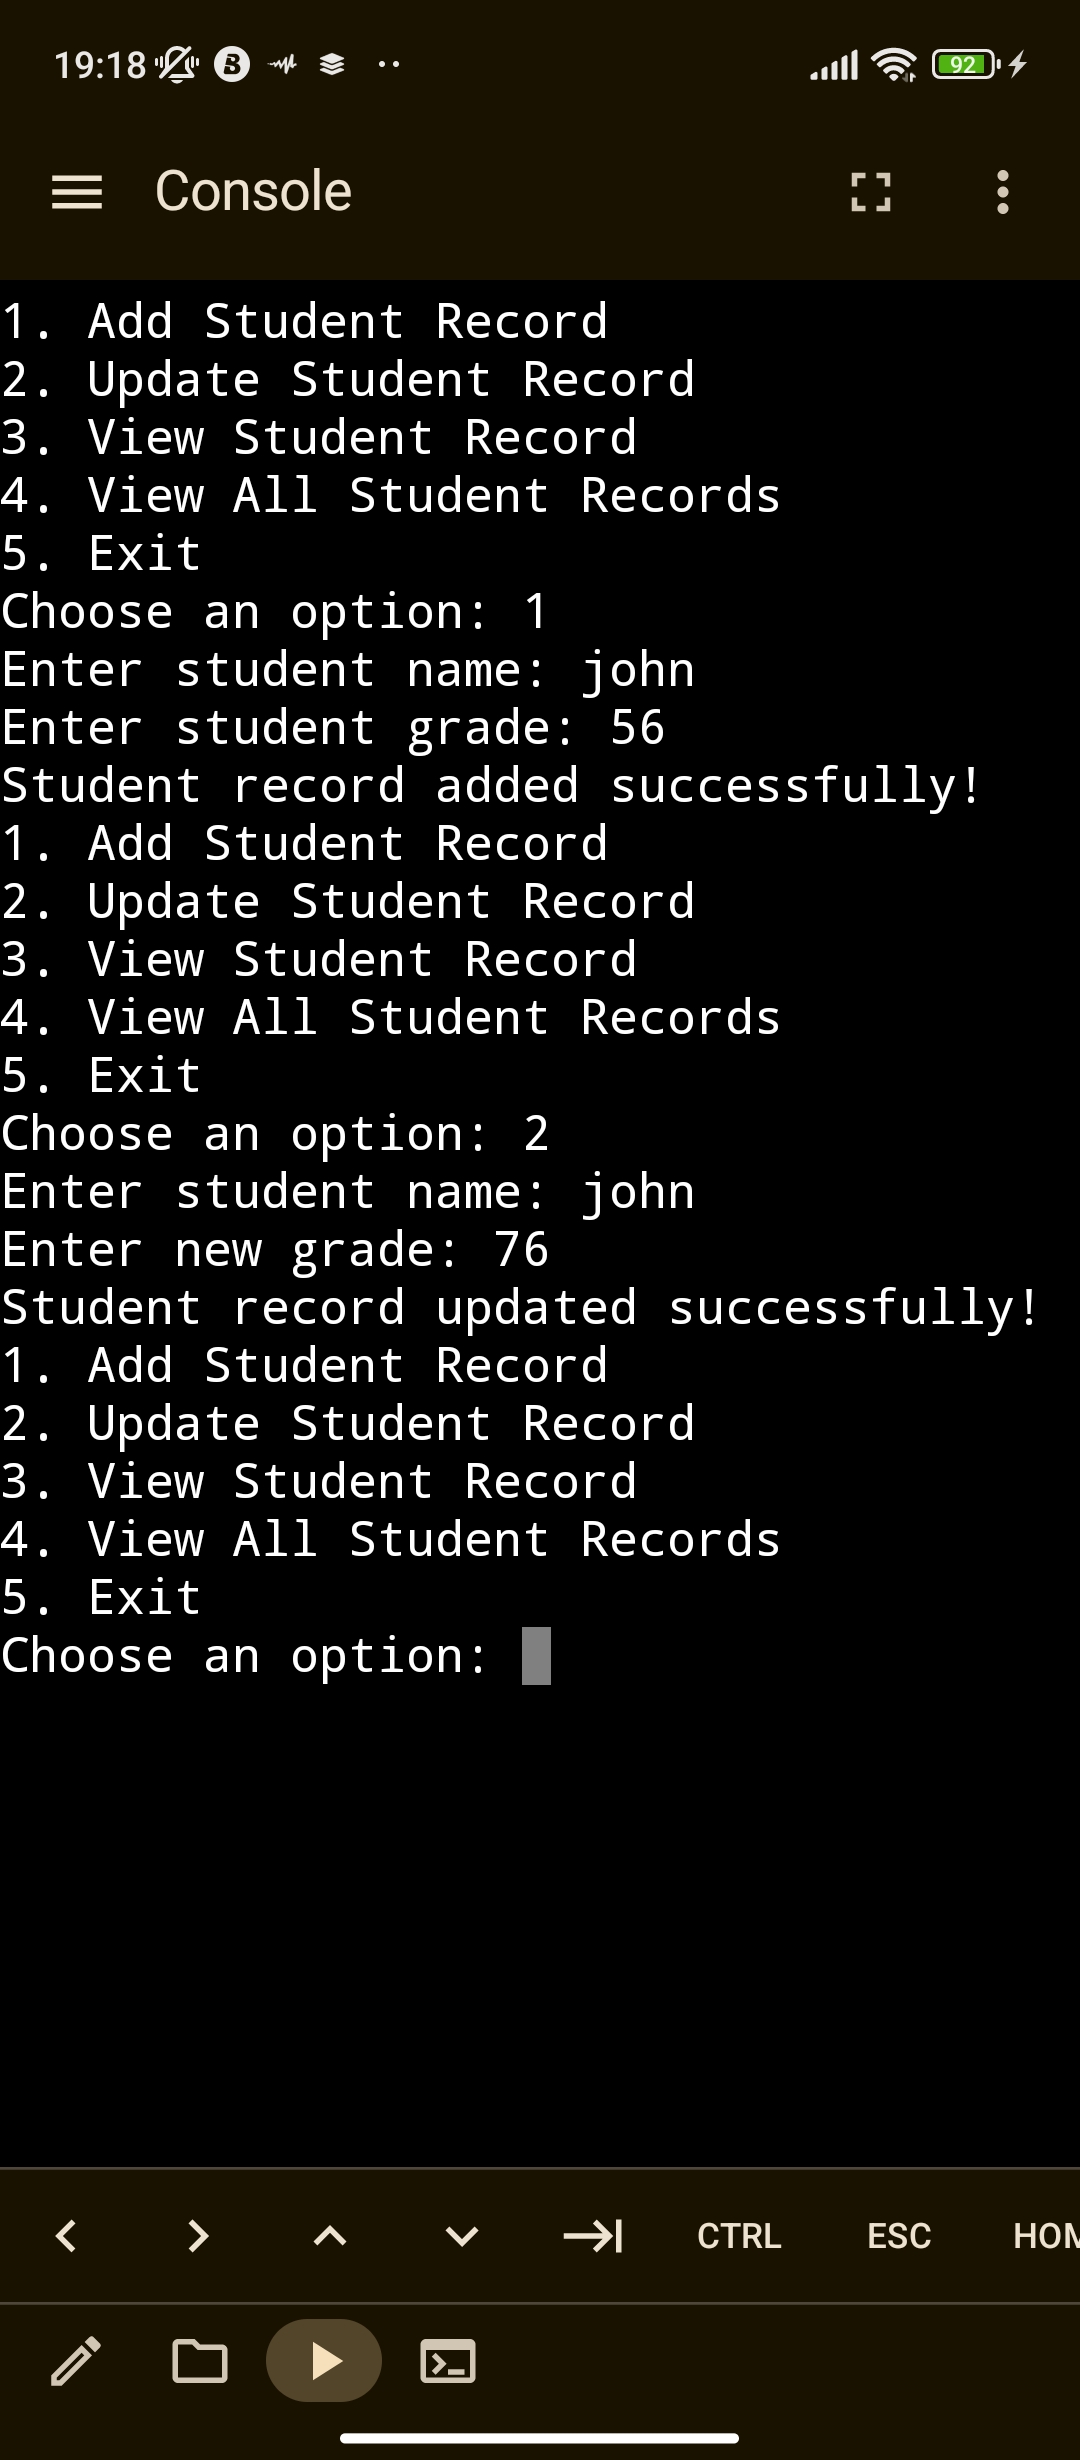 19:18
92
Console
1. Add Student Record
2. Update Student Record
3. View Student Record
4. View All Student Records
5. Exit
Choose an option: 1
Enter student name: john
Enter student grade: 56
Student record added successfully!
1. Add Student Record
2. Update Student Record
3. View Student Record
4. View All Student Records
5. Exit
Choose an option: 2
Enter student name: john
Enter new grade: 76
Student record updated successfully!
1. Add Student Record
2. Update Student Record
3. View Student Record
4. View All Student Records
5. Exit
Choose an option:
CTRL ESC HOM